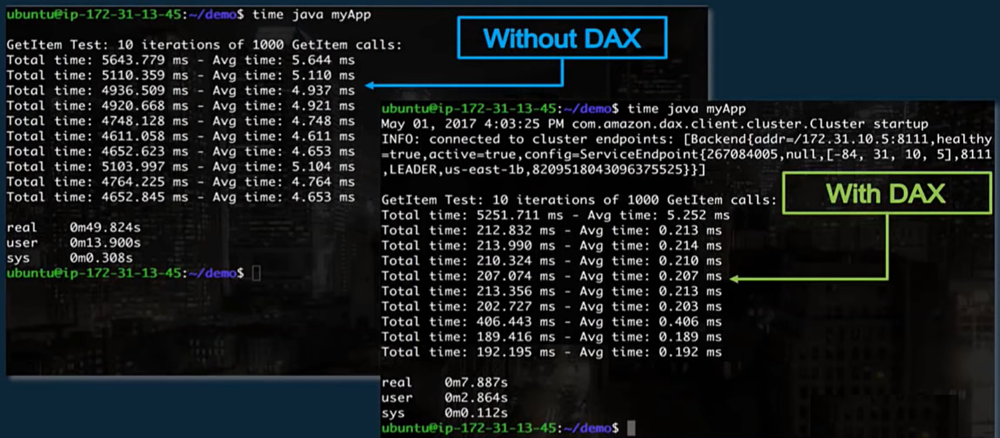 ubuntu@ip-172-31-13-45:~/demo$ time java myApp
Without DAX
GetItem Test: 10 iterations of 1000 GetItem calls:
Total time: 5643.779 ms - Avg time: 5.644 ms
Total time: 5110.359 ms - Avg time: 5.110 ms
Total time: 4936.509 ms - Avg time: 4.937 ms
Total time: 4920.668 ms - Avg time: 4.921 ms
Total time: 4748.128 ms - Avg time: 4.748 ms
Total time: 4611.058 ms - Avg time: 4.611 ms
Total time: 4652.623 ms - Avg time: 4.653 ms
Total time: 5103.997 ms - Avg time: 5.104 ms
Total time: 4764.225 ms - Avg time: 4.764 ms
Total time: 4652.845 ms - Avg time: 4.653 ms
real 0m49.824s
user 0m13.900s
sys 0m0.308s
ubuntu@ip-172-31-13-45:~/demo$
ubuntu@ip-172-31-13-45:~/demo$ time java myApp
May 01, 2017 4:03:25 PM com.amazon.dax.client.cluster.Cluster startup
INFO: connected to cluster endpoints: [Backend{addr=/172.31.10.5:8111,healthy
=true,active=true,config=ServiceEndpoint{267084005,null,[-84, 31, 10, 5],8111
,LEADER,us-east-1b,8209518043096375525}}]
With DAX
GetItem Test: 10 iterations of 1000 GetItem calls:
Total time: 5251.711 ms - Avg time: 5.252 ms
Total time: 212.832 ms - Avg time: 0.213 ms
Total time: 213.990 ms - Avg time: 0.214 ms
Total time: 210.324 ms - Avg time: 0.210 ms
Total time: 207.074 ms - Avg time: 0.207 ms
Total time: 213.356 ms - Avg time: 0.213 ms
Total time: 202.727 ms - Avg time: 0.203 ms
Total time: 406.443 ms - Avg time: 0.406 ms
Total time: 189.416 ms - Avg time: 0.189 ms
Total time: 192.195 ms - Avg time: 0.192 ms
real 0m7.887s
user 0m2.864s
sys 0m0.112s
ubuntu@ip-172-31-13-45:~/demo$